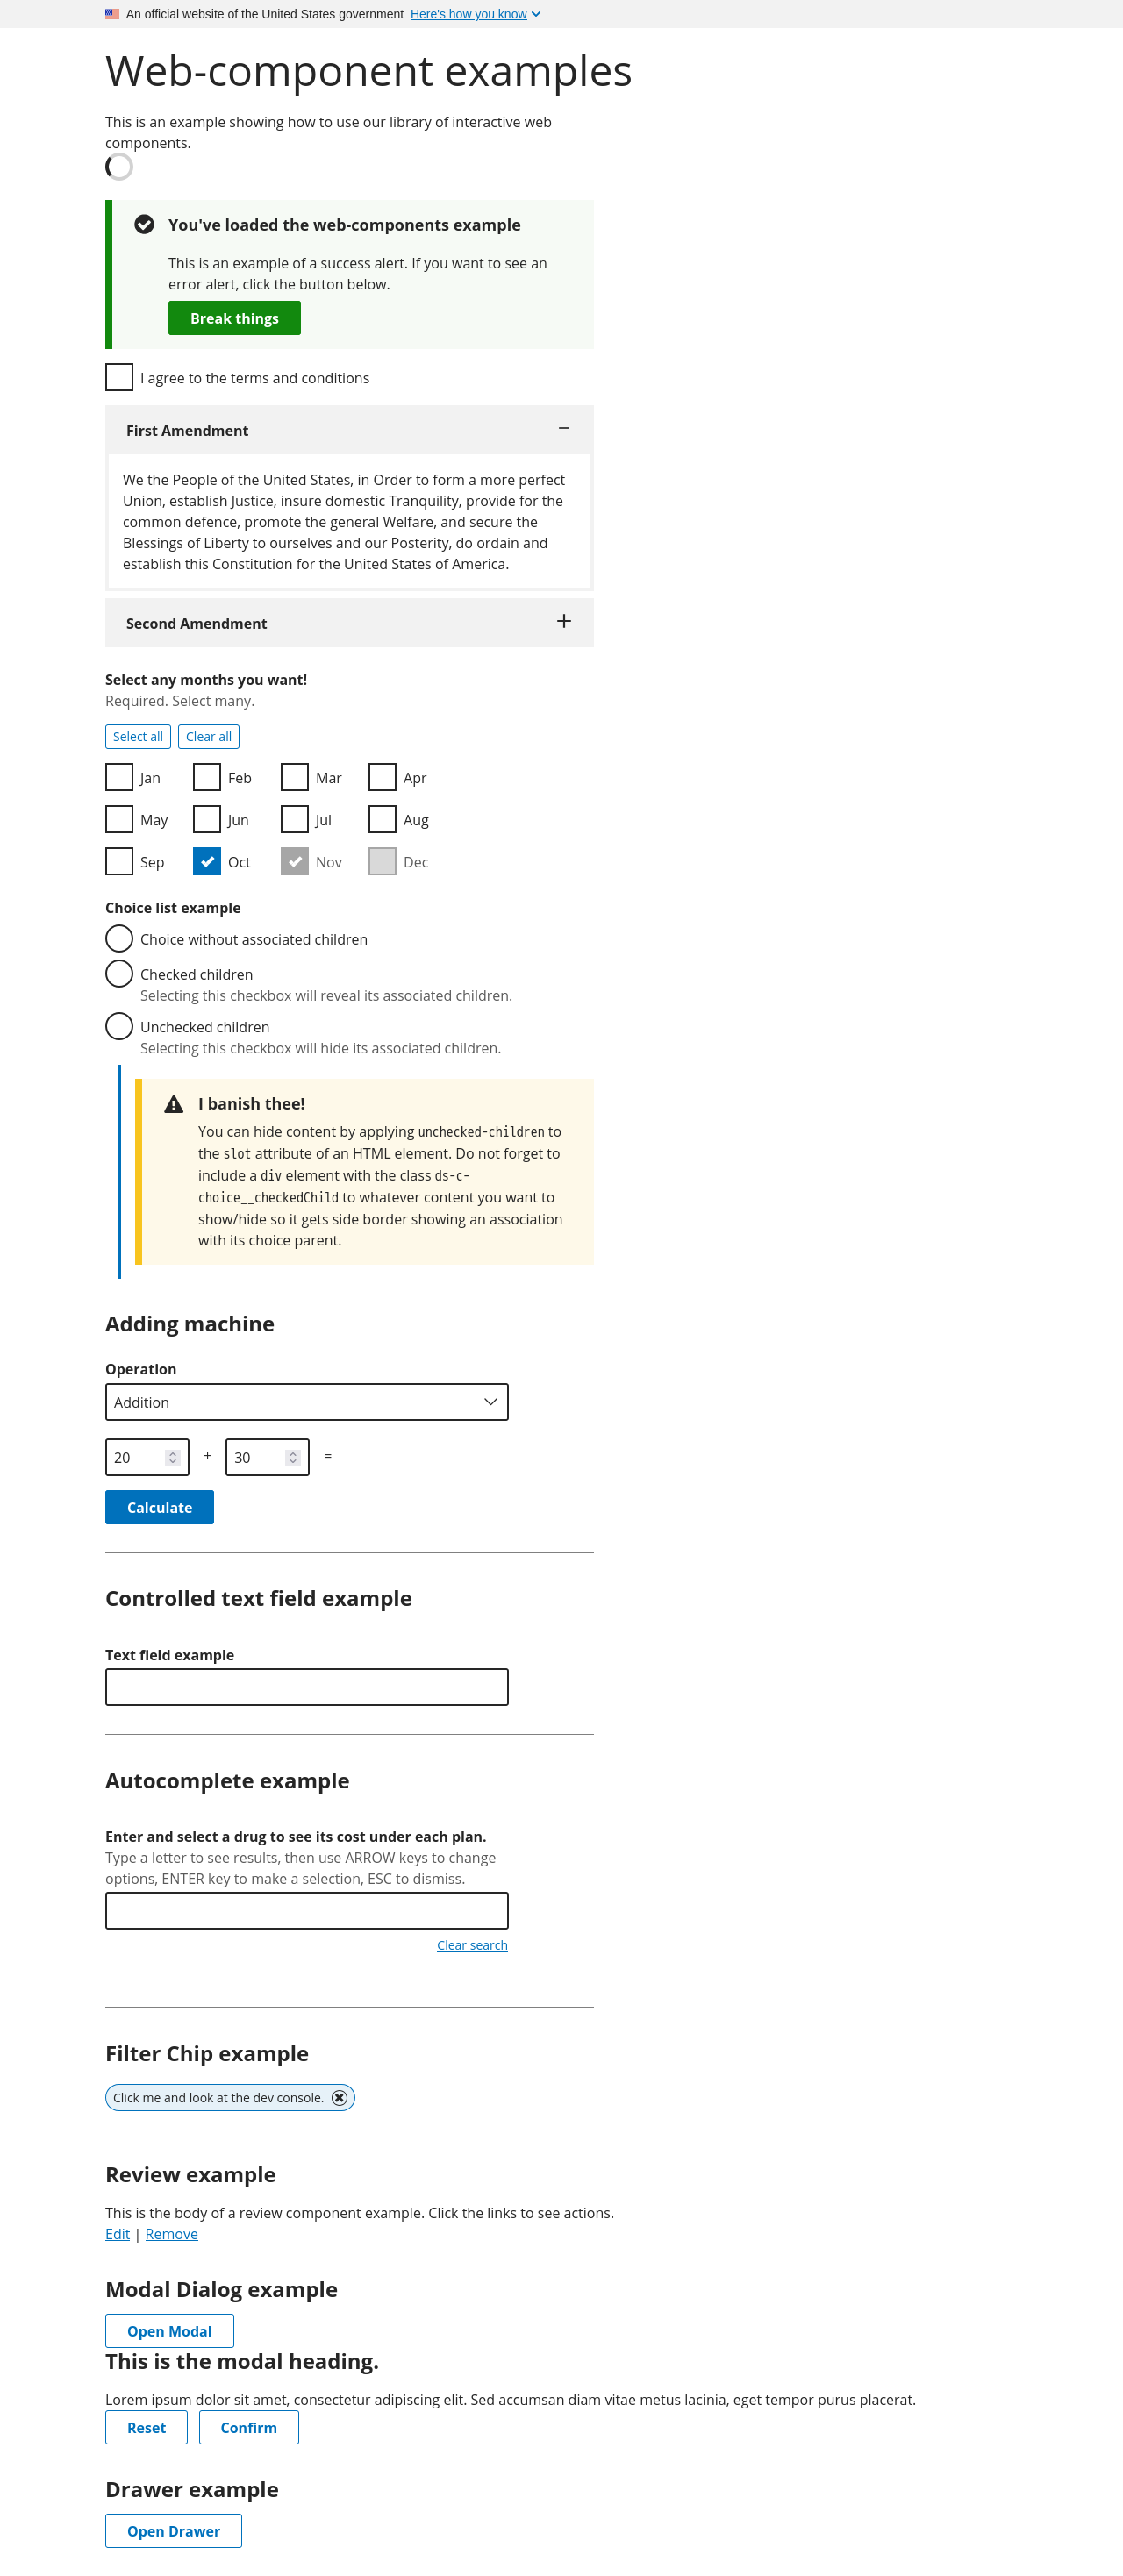 An official website of the United States government Here's how you know
Web-component examples
This is an example showing how to use our library of interactive web
components.
You've loaded the web-components example
This is an example of a success alert. If you want to see an
error alert, click the button below.
Break things
I agree to the terms and conditions
First Amendment
We the People of the United States, in Order to form a more perfect
Union, establish Justice, insure domestic Tranquility, provide for the
common defence, promote the general Welfare, and secure the
Blessings of Liberty to ourselves and our Posterity, do ordain and
establish this Constitution for the United States of America.
Second Amendment
Select any months you want!
Required. Select many.
Select all Clear all
Jan Feb Mar Apr
May Jun Jul Aug
Sep Oct Nov Dec
Choice list example
Choice without associated children
Checked children
Selecting this checkbox will reveal its associated children.
Unchecked children
Selecting this checkbox will hide its associated children.
I banish thee!
You can hide content by applying unchecked-children to
the slot attribute of an HTML element. Do not forget to
include a div element with the class ds-c-
choice__checkedChild to whatever content you want to
show/hide so it gets side border showing an association
with its choice parent.
Adding machine
Operation
Addition
20 + 30 =
Calculate
Controlled text field example
Text field example
Autocomplete example
Enter and select a drug to see its cost under each plan.
Type a letter to see results, then use ARROW keys to change
options, ENTER key to make a selection, ESC to dismiss.
Clear search
Filter Chip example
Click me and look at the dev console.
Review example
This is the body of a review component example. Click the links to see actions.
Edit | Remove
Modal Dialog example
Open Modal
This is the modal heading.
Lorem ipsum dolor sit amet, consectetur adipiscing elit. Sed accumsan diam vitae metus lacinia, eget tempor purus placerat.
Reset Confirm
Drawer example
Open Drawer